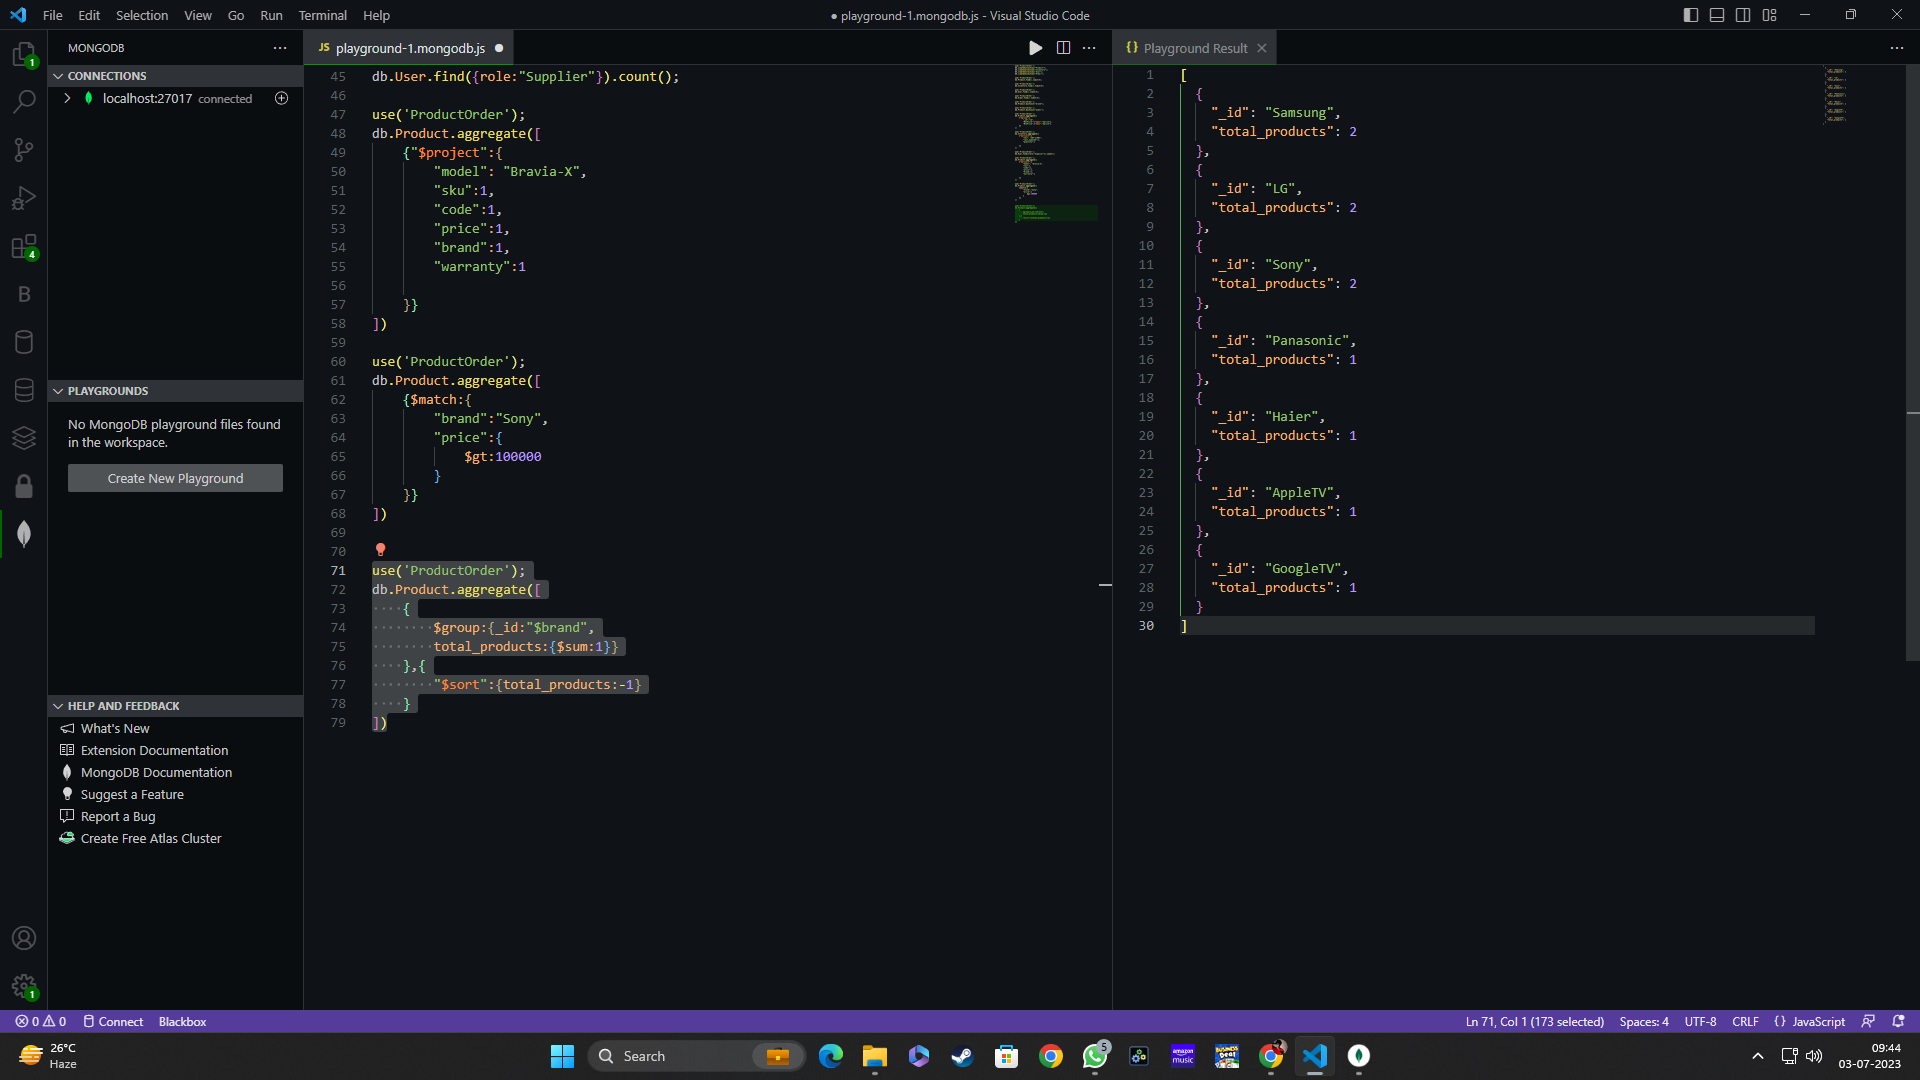 File Edit Selection View Go Run Terminal Help
● playground-1.mongodb.js - Visual Studio Code
MONGODB
CONNECTIONS
localhost:27017 connected
PLAYGROUNDS
No MongoDB playground files found
in the workspace.
Create New Playground
HELP AND FEEDBACK
What's New
Extension Documentation
MongoDB Documentation
Suggest a Feature
Report a Bug
Create Free Atlas Cluster
1
4
B
1
JS playground-1.mongodb.js
45 db.User.find({role:"Supplier"}).count();
46
47 use('ProductOrder');
48 db.Product.aggregate([
49 {"$project":{
50 "model": "Bravia-X",
51 "sku":1,
52 "code":1,
53 "price":1,
54 "brand":1,
55 "warranty":1
56
57 }}
58 ])
59
60 use('ProductOrder');
61 db.Product.aggregate([
62 {$match:{
63 "brand":"Sony",
64 "price":{
65 $gt:100000
66 }
67 }}
68 ])
69
70
71 use('ProductOrder');
72 db.Product.aggregate([
73 {
74 $group:{_id:"$brand",
75 total_products:{$sum:1}}
76 },{
77 "$sort":{total_products:-1}
78 }
79 ])
{} Playground Result
1 [
2 {
3 "_id": "Samsung",
4 "total_products": 2
5 },
6 {
7 "_id": "LG",
8 "total_products": 2
9 },
10 {
11 "_id": "Sony",
12 "total_products": 2
13 },
14 {
15 "_id": "Panasonic",
16 "total_products": 1
17 },
18 {
19 "_id": "Haier",
20 "total_products": 1
21 },
22 {
23 "_id": "AppleTV",
24 "total_products": 1
25 },
26 {
27 "_id": "GoogleTV",
28 "total_products": 1
29 }
30 ]
0 0 Connect Blackbox
Ln 71, Col 1 (173 selected) Spaces: 4 UTF-8 CRLF {} JavaScript
26°C
Haze
Search
5
amazon music
09:44
03-07-2023